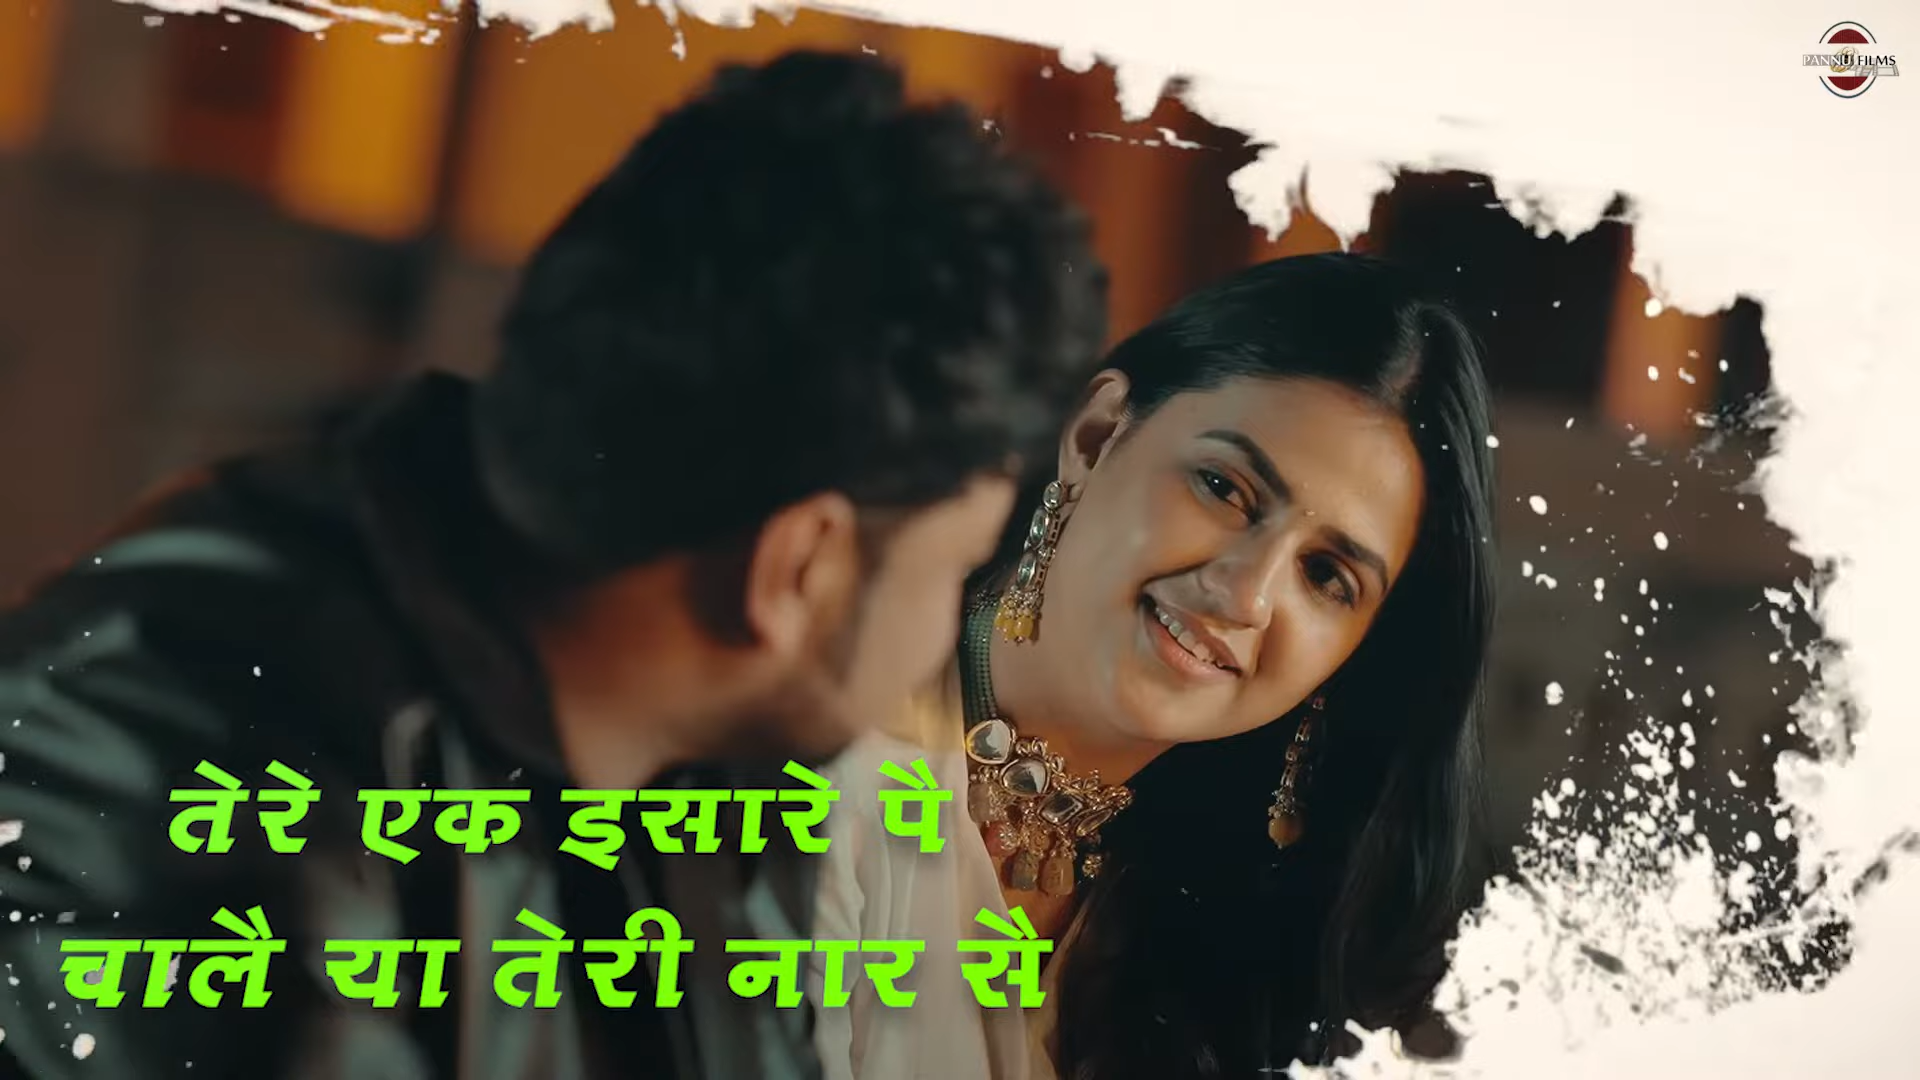 PANNU FILMS
तेरे एक इसारे पै
चालै या तेरी नार सै